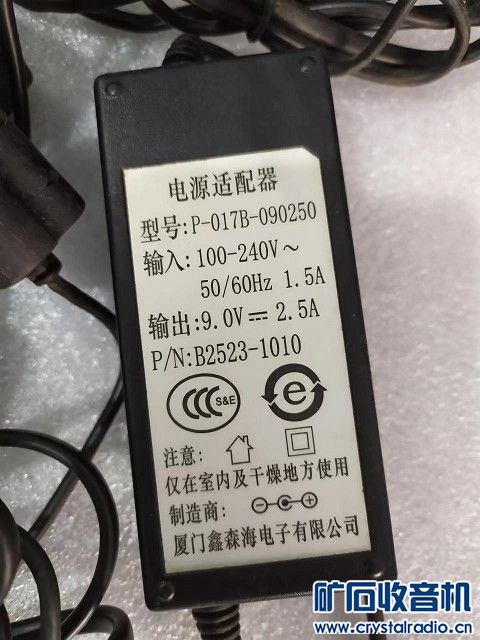 电源适配器
型号:P-017B-090250
输入:100-240V～
50/60Hz 1.5A
输出:9.0V⎓2.5A
P/N:B2523-1010
CCC S&E
e
注意:
仅在室内及干燥地方使用
制造商:
厦门鑫森海电子有限公司
矿石收音机
www.crystalradio.cn